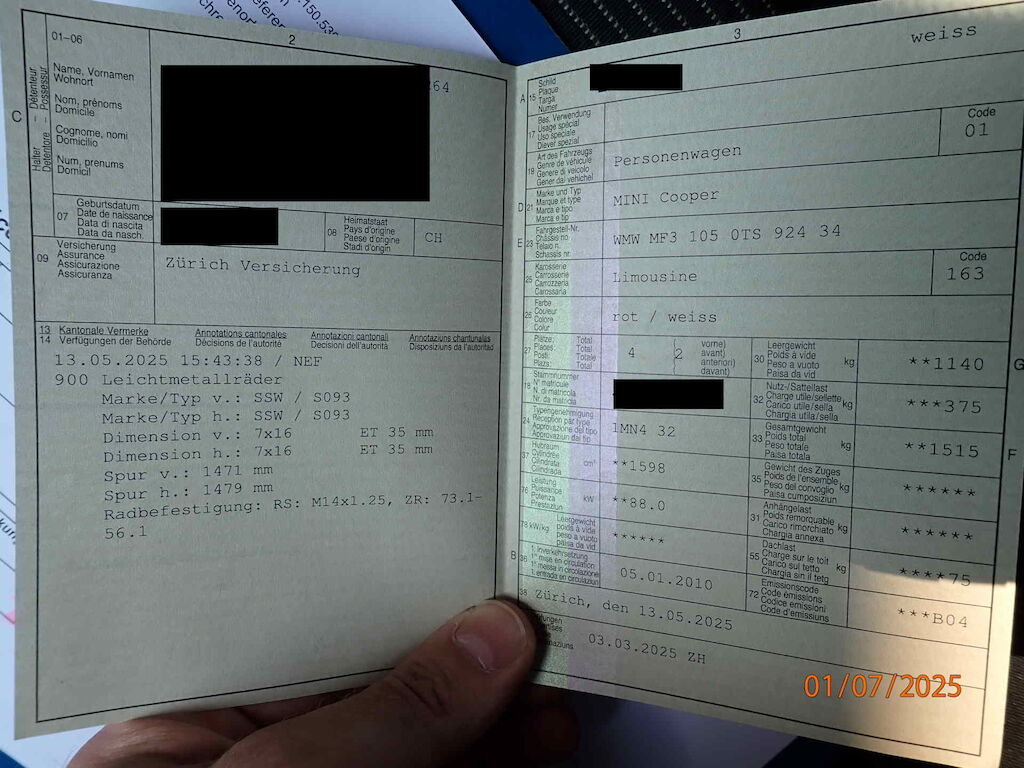 01-06
2
Halter – Détenteur
Detentore – Possessur
C
Name, Vornamen
Wohnort
Nom, prénoms
Domicile
Cognome, nomi
Domicilio
Num, prenums
Domicil
64
07
Geburtsdatum
Date de naissance
Data di nascita
Data da nasch.
08
Heimatstaat
Pays d'origine
Paese d'origine
Stadi d'origin
CH
09
Versicherung
Assurance
Assicurazione
Assicuranza
Zürich Versicherung
13
14
Kantonale Vermerke
Verfügungen der Behörde
Annotations cantonales
Décisions de l'autorité
Annotazioni cantonali
Decisioni dell'autorità
Annotaziuns chantunalas
Disposiziuns da l'autoritad
13.05.2025 15:43:38 / NEF
900 Leichtmetallräder
Marke/Typ v.: SSW / S093
Marke/Typ h.: SSW / S093
Dimension v.: 7x16 ET 35 mm
Dimension h.: 7x16 ET 35 mm
Spur v.: 1471 mm
Spur h.: 1479 mm
Radbefestigung: RS: M14x1.25, ZR: 73.1-
56.1
3
weiss
A 15
Schild
Plaque
Targa
Numer
17
Bes. Verwendung
Usage spécial
Uso speciale
Diever spezial
Code
01
19
Art des Fahrzeugs
Genre de véhicule
Genere di veicolo
Gener dal vehichel
Personenwagen
D 21
Marke und Typ
Marque et type
Marca e tipo
Marca e tip
MINI Cooper
E 23
Fahrgestell-Nr.
Châssis no.
Telaio n.
Schassis nr.
WMW MF3 105 0TS 924 34
25
Karosserie
Carrosserie
Carrozzeria
Carossaria
Limousine
Code
163
26
Farbe
Couleur
Colore
Colur
rot / weiss
27
Plätze: Total
Places: Total
Posti: Totale
Plazs: Total
4
2
vorne)
avant)
anteriori)
davant)
30
Leergewicht
Poids à vide
Peso a vuoto
Paisa da vid
kg
**1140
G
18
Stammnummer
N° matricule
N. di matricola
Nr. da matricla
32
Nutz-/Sattellast
Charge utile/sellette
Carico utile/sella
Chargia utila/sella
kg
***375
24
Typengenehmigung
Réception par type
Approvazione del tipo
Approvaziun dal tip
1MN4 32
33
Gesamtgewicht
Poids total
Peso totale
Paisa totala
kg
**1515
F
37
Hubraum
Cylindrée
Cilindrata
Cilindrada
cm³
**1598
35
Gewicht des Zuges
Poids de l'ensemble
Peso del convoglio
Paisa cumposiziun
kg
******
76
Leistung
Puissance
Potenza
Prestaziun
kW
**88.0
31
Anhängelast
Poids remorquable
Carico rimorchiato
Chargia annexa
kg
******
78 kW/kg
Leergewicht
poids à vide
peso a vuoto
paisa da vid
*****
55
Dachlast
Charge sur le toit
Carico sul tetto
Chargia sin il tetg
kg
****75
B 36
1. Inverkehrsetzung
1re mise en circulation
1a messa in circolazione
1. entrada en circulaziun
05.01.2010
72
Emissionscode
Code émissions
Codice emissioni
Code d'emissiuns
***B04
38
Zürich, den 13.05.2025
03.03.2025 ZH
01/07/2025